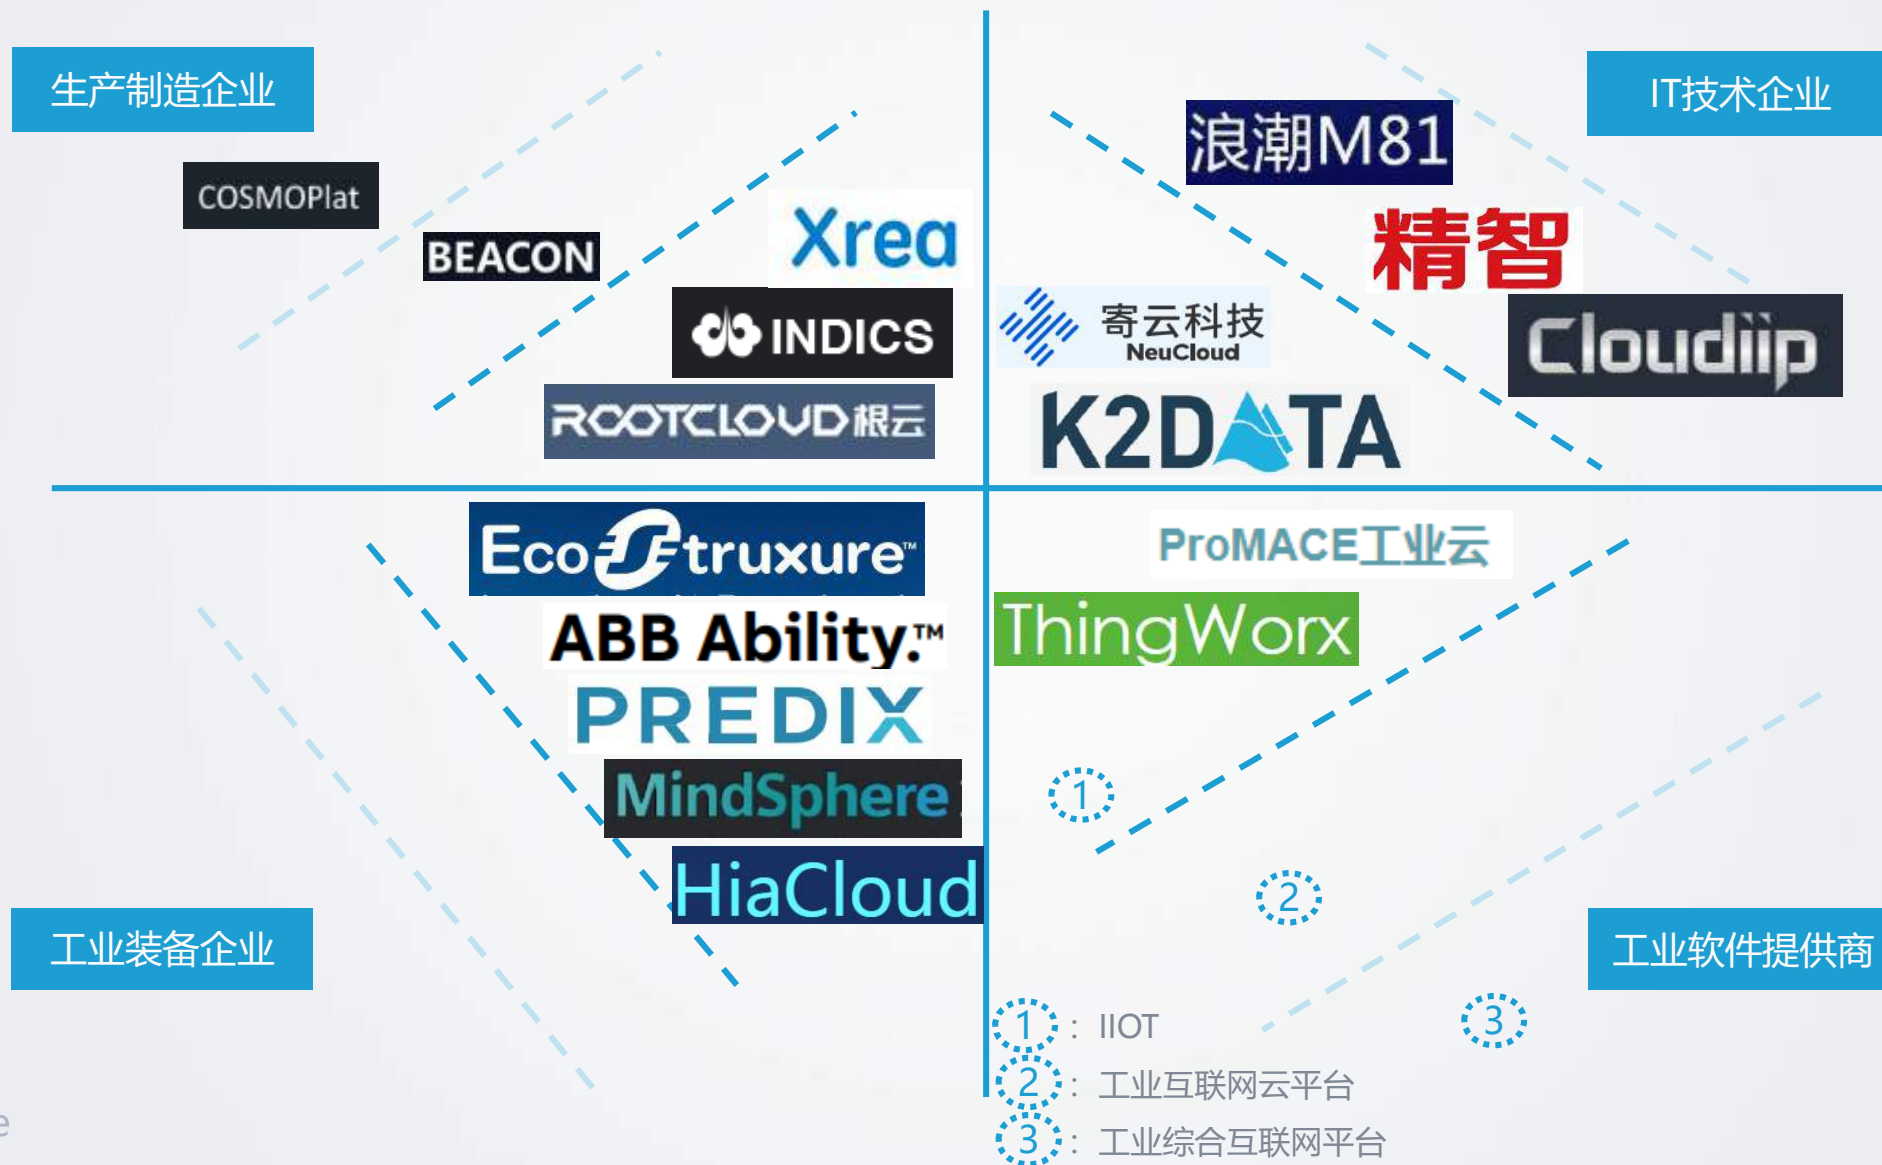 生产制造企业
IT技术企业
COSMOPlat
BEACON
Xrea
INDICS
ROOTCLOUD根云
浪潮M81
精智
寄云科技
NeuCloud
Cloudiip
K2DATA
EcoStruxure™
ABB Ability.™
PREDIX
MindSphere
HiaCloud
ProMACE工业云
ThingWorx
1
2
3
工业装备企业
工业软件提供商
1：IIOT
2：工业互联网云平台
3：工业综合互联网平台
e